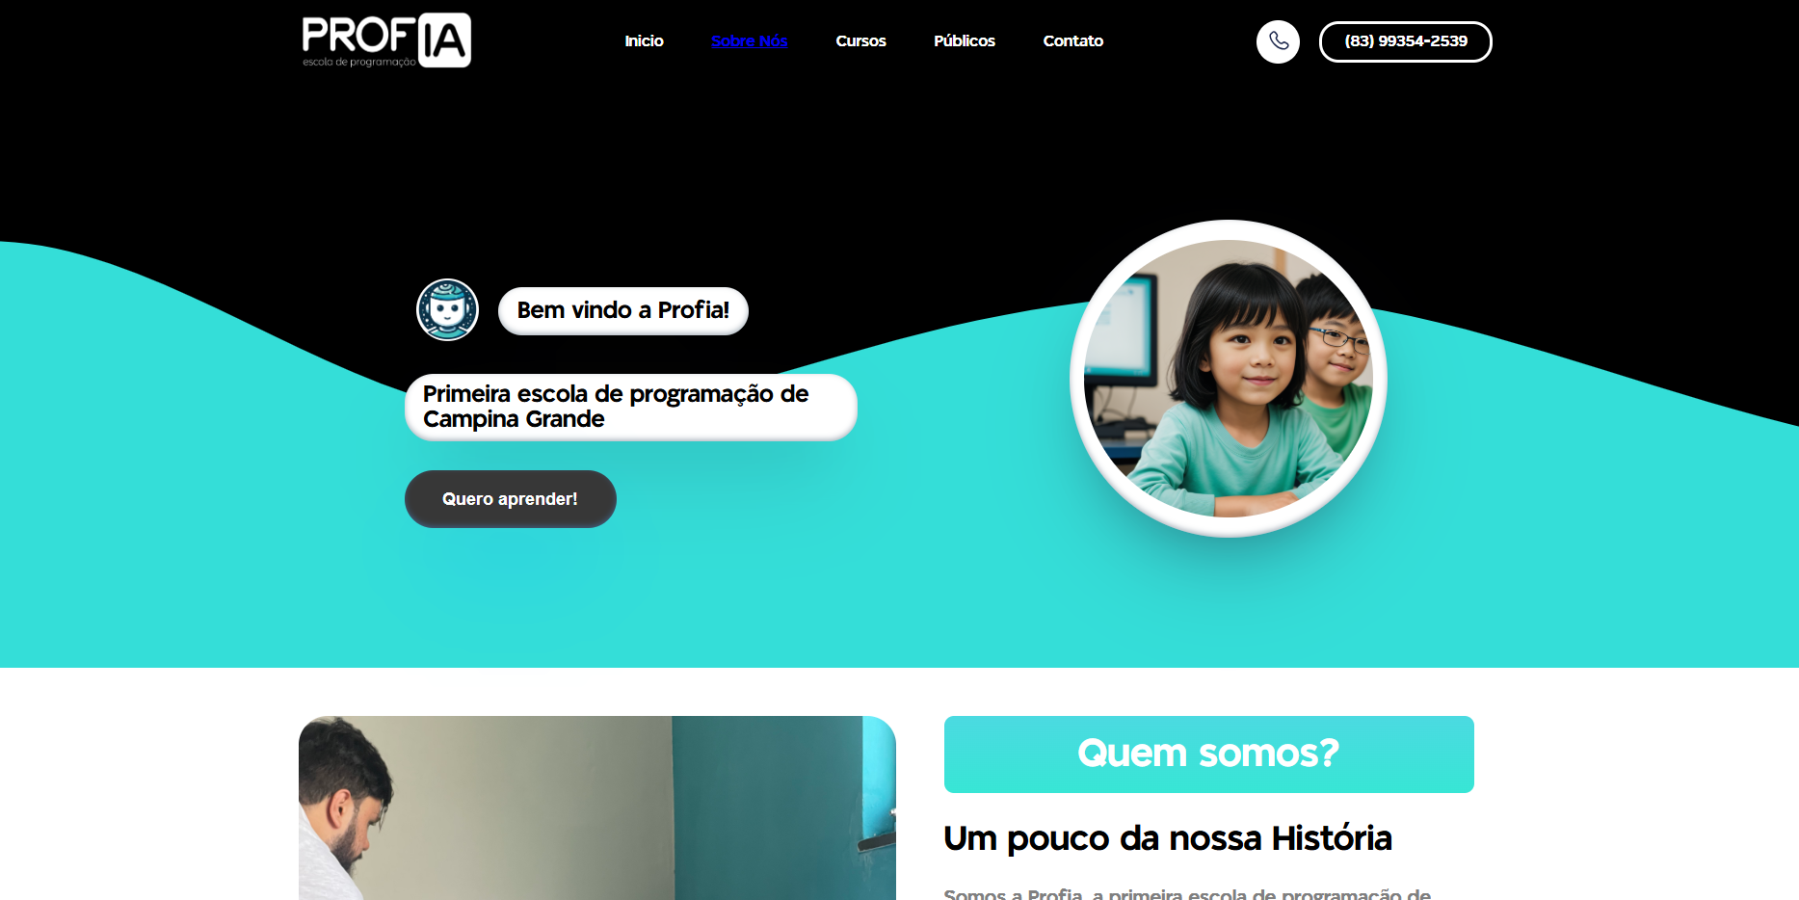 PROFIA
escola de programação
Inicio
Sobre Nós
Cursos
Públicos
Contato
(83) 99354-2539
Bem vindo a Profia!
Primeira escola de programação de
Campina Grande
Quero aprender!
Quem somos?
Um pouco da nossa História
Somos a Profia, a primeira escola de programação de